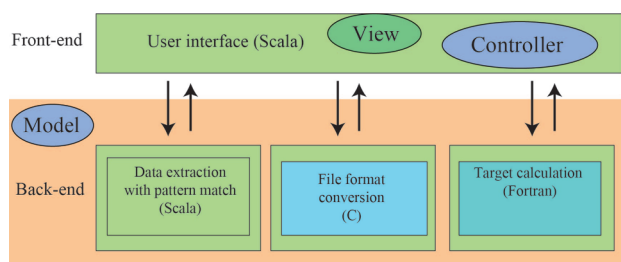 Front-end
User interface (Scala)
View
Controller
Model
Back-end
Data extraction
with pattern match
(Scala)
File format
conversion
(C)
Target calculation
(Fortran)